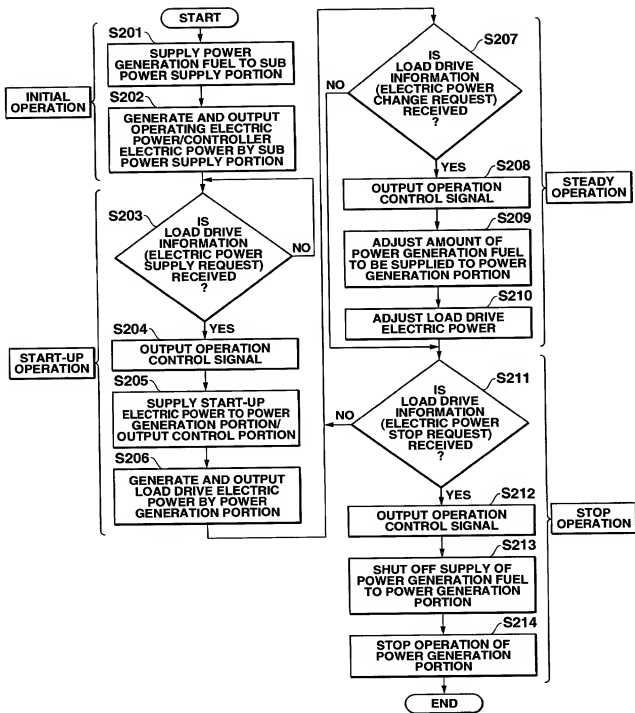 START
S201
SUPPLY POWER
GENERATION FUEL TO SUB
POWER SUPPLY PORTION
INITIAL
OPERATION
S202
GENERATE AND OUTPUT
OPERATING ELECTRIC
POWER/CONTROLLER
ELECTRIC POWER BY SUB
POWER SUPPLY PORTION
S203
IS
LOAD DRIVE
INFORMATION
(ELECTRIC POWER
SUPPLY REQUEST)
RECEIVED
?
NO
YES
START-UP
OPERATION
S204
OUTPUT OPERATION
CONTROL SIGNAL
S205
SUPPLY START-UP
ELECTRIC POWER TO POWER
GENERATION PORTION/
OUTPUT CONTROL PORTION
S206
GENERATE AND OUTPUT
LOAD DRIVE ELECTRIC
POWER BY POWER
GENERATION PORTION
S207
IS
LOAD DRIVE
INFORMATION
(ELECTRIC POWER
CHANGE REQUEST)
RECEIVED
?
NO
YES
STEADY
OPERATION
S208
OUTPUT OPERATION
CONTROL SIGNAL
S209
ADJUST AMOUNT OF
POWER GENERATION FUEL
TO BE SUPPLIED TO POWER
GENERATION PORTION
S210
ADJUST LOAD DRIVE
ELECTRIC POWER
S211
IS
LOAD DRIVE
INFORMATION
(ELECTRIC POWER
STOP REQUEST)
RECEIVED
?
NO
YES
STOP
OPERATION
S212
OUTPUT OPERATION
CONTROL SIGNAL
S213
SHUT OFF SUPPLY OF
POWER GENERATION FUEL
TO POWER GENERATION
PORTION
S214
STOP OPERATION OF
POWER GENERATION
PORTION
END